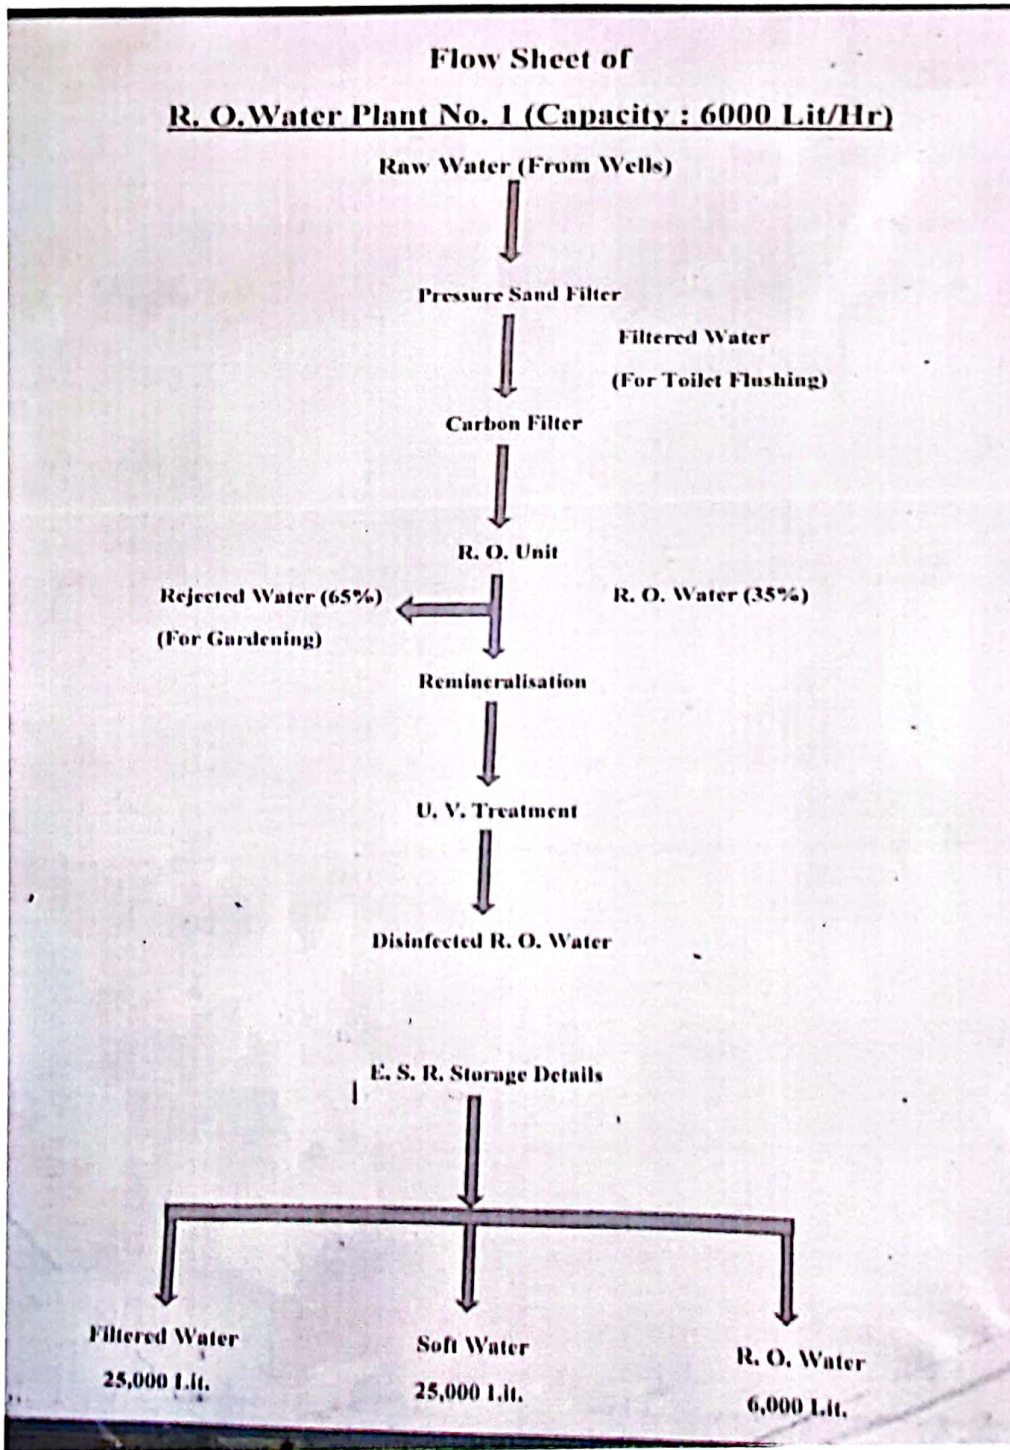 Flow Sheet of
R. O.Water Plant No. 1 (Capacity : 6000 Lit/Hr)
Raw Water (From Wells)
Pressure Sand Filter
Filtered Water
(For Toilet Flushing)
Carbon Filter
R. O. Unit
Rejected Water (65%)
(For Gardening)
R. O. Water (35%)
Remineralisation
U. V. Treatment
Disinfected R. O. Water
E. S. R. Storage Details
Filtered Water
25,000 Lit.
Soft Water
25,000 Lit.
R. O. Water
6,000 Lit.